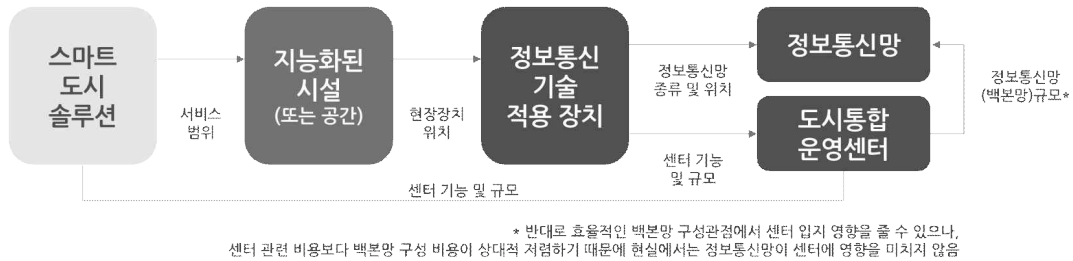 스마트
도시
솔루션
서비스
범위
지능화된
시설
(또는 공간)
현장장치
위치
정보통신
기술
적용 장치
정보통신망
종류 및 위치
센터 기능
및 규모
정보통신망
도시통합
운영센터
정보통신망
(백본망)규모*
센터 기능 및 규모
* 반대로 효율적인 백본망 구성관점에서 센터 입지 영향을 줄 수 있으나,
센터 관련 비용보다 백본망 구성 비용이 상대적 저렴하기 때문에 현실에서는 정보통신망이 센터에 영향을 미치지 않음